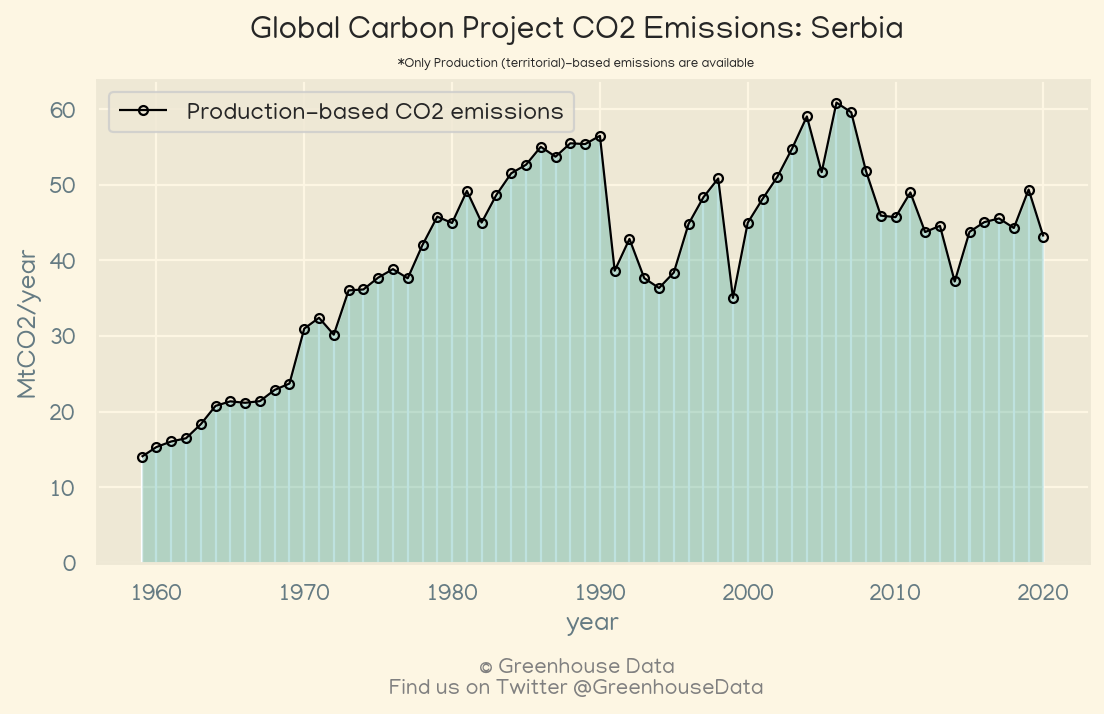 Global Carbon Project CO2 Emissions: Serbia
*Only Production (territorial)-based emissions are available
Production-based CO2 emissions
60
50
40
30
20
10
0
MtCO2/year
1960 1970 1980 1990 2000 2010 2020
year
© Greenhouse Data
Find us on Twitter @GreenhouseData